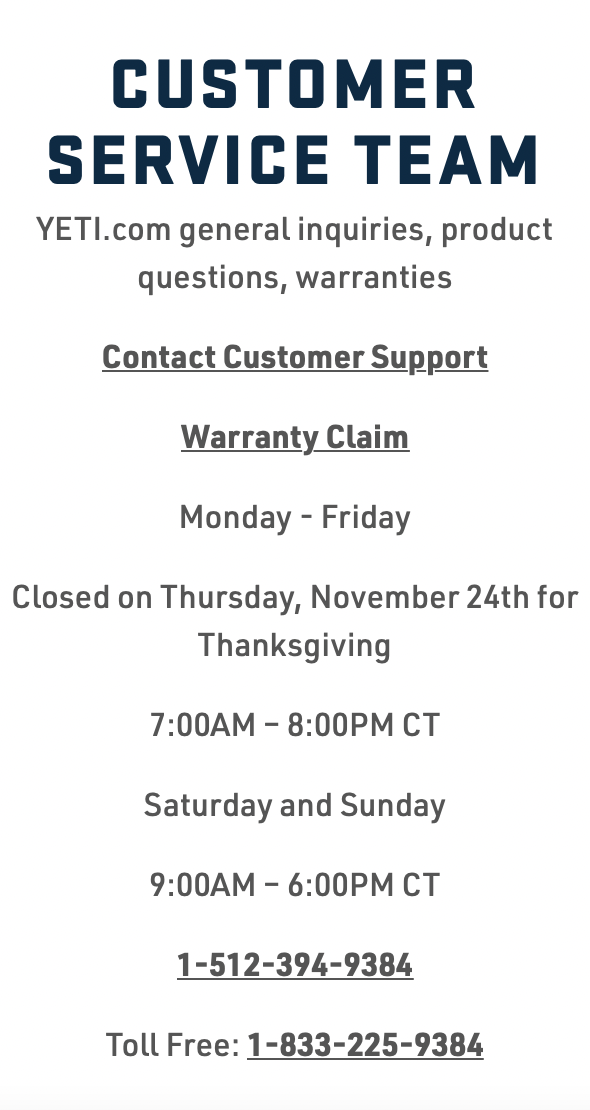 CUSTOMER
SERVICE TEAM
YETI.com general inquiries, product
questions, warranties
Contact Customer Support
Warranty Claim
Monday - Friday
Closed on Thursday, November 24th for
Thanksgiving
7:00AM – 8:00PM CT
Saturday and Sunday
9:00AM – 6:00PM CT
1-512-394-9384
Toll Free: 1-833-225-9384